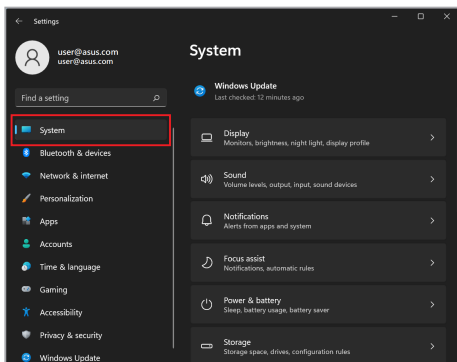 Settings
user@asus.com
user@asus.com
Find a setting
System
Bluetooth & devices
Network & internet
Personalization
Apps
Accounts
Time & language
Gaming
Accessibility
Privacy & security
Windows Update
System
Windows Update
Last checked: 12 minutes ago
Display
Monitors, brightness, night light, display profile
Sound
Volume levels, output, input, sound devices
Notifications
Alerts from apps and system
Focus assist
Notifications, automatic rules
Power & battery
Sleep, battery usage, battery saver
Storage
Storage space, drives, configuration rules